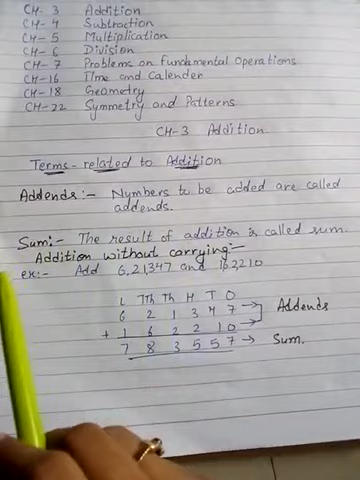 CH- 3 Addition
CH- 4 Subtraction
CH- 5 Multiplication
CH- 6 Division
CH- 7 Problems on fundamental Operations
CH-16 Time and Calender
CH-18 Geometry
CH-22 Symmetry and Patterns
CH-3 Addition
Terms related to Addition
Addends:- Numbers to be added are called
addends.
Sum:- The result of addition is called sum.
Addition without carrying:-
ex:- Add 6,21347 and 162210
L TTh Th H T O
6 2 1 3 4 7 → Addends
+ 1 6 2 2 1 0 →
7 8 3 5 5 7 → Sum.